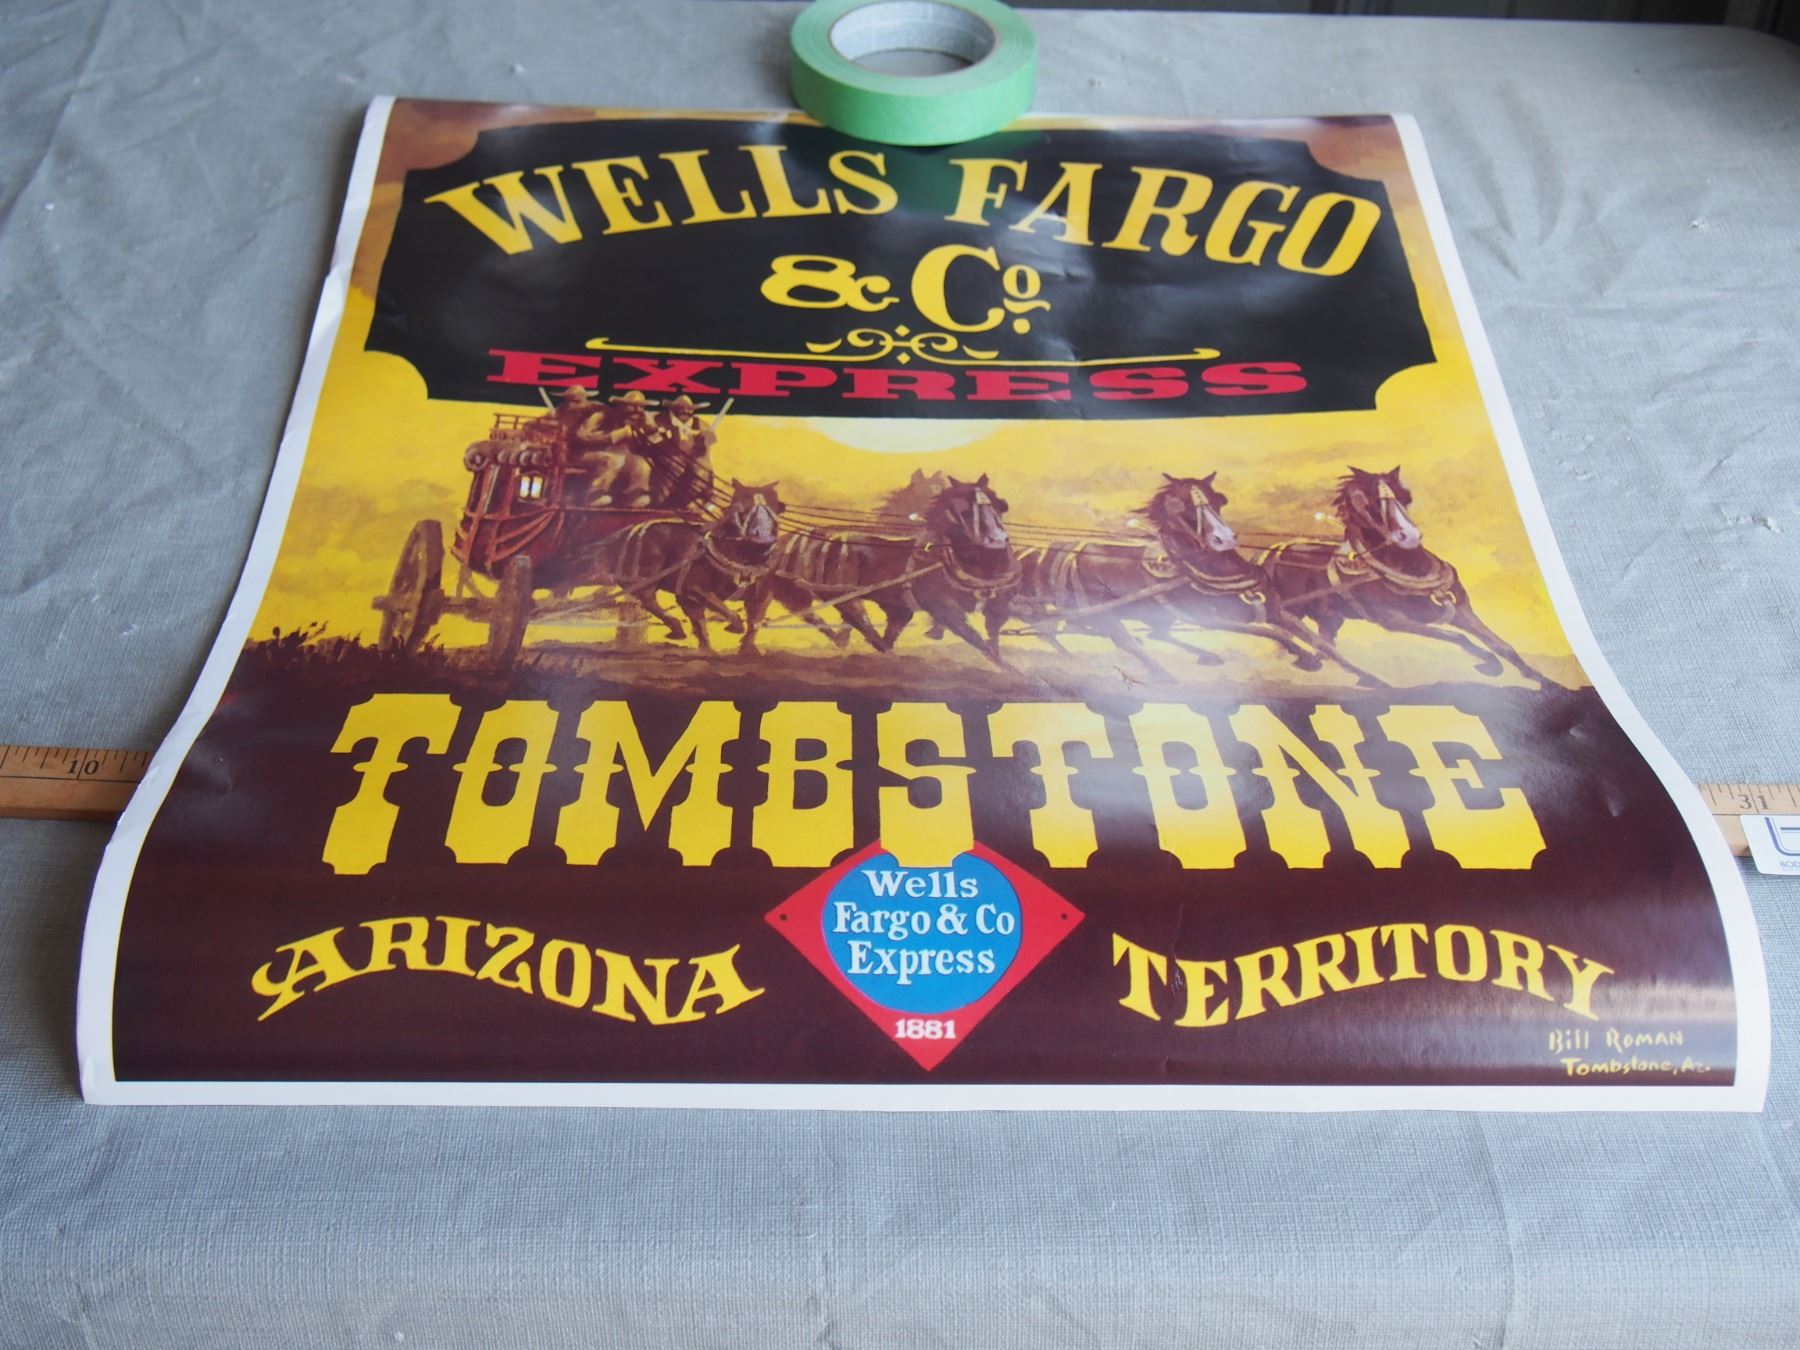 WELLS FARGO
& Co.
EXPRESS
TOMBSTONE
ARIZONA
Wells
Fargo & Co
Express
1881
TERRITORY
Bill ROMAN
Tombstone, Az.
10
31